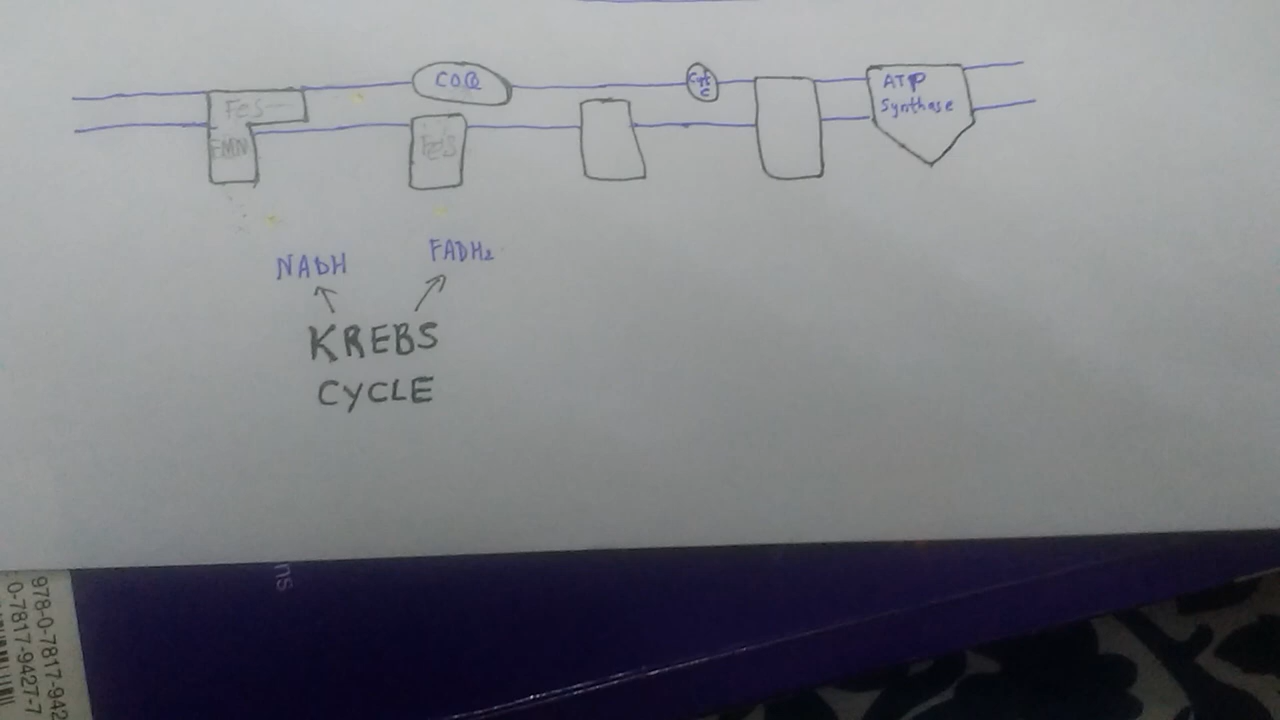 COQ
Cyt
c
ATP
Synthase
FeS
FMN
FeS
NADH
FADH₂
KREBS
CYCLE
ns
978-0-7817-942
0-7817-9427-7